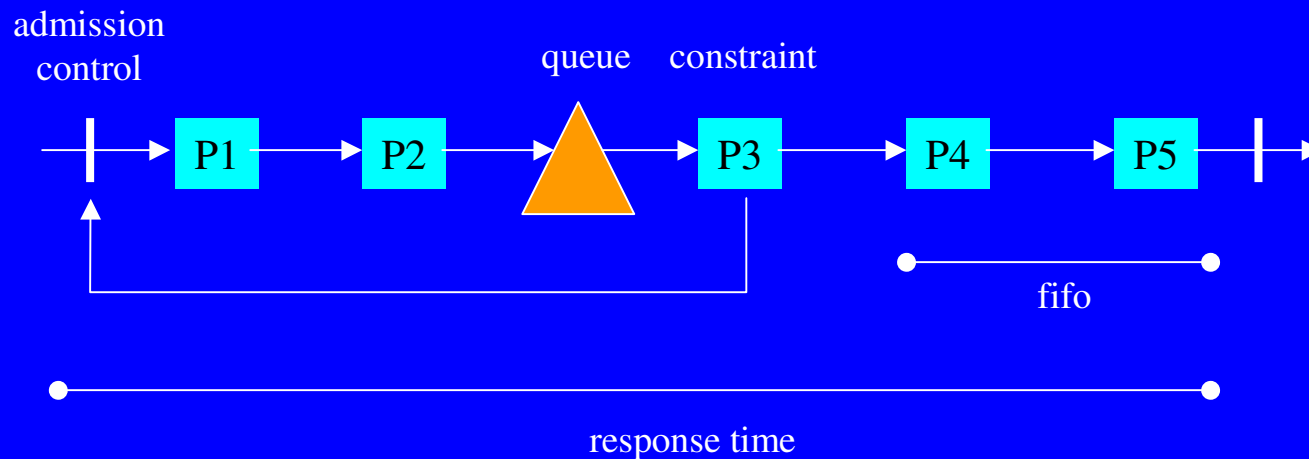 admission
control
queue
constraint
P1
P2
P3
P4
P5
fifo
response time